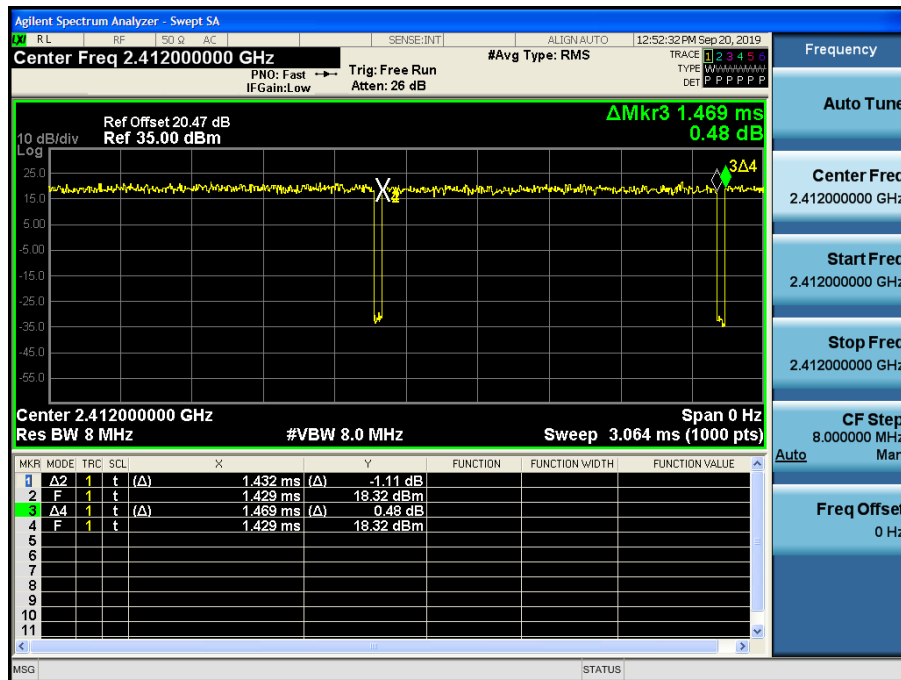 Agilent Spectrum Analyzer - Swept SA
LXI RL RF 50 Ω AC SENSE:INT ALIGN AUTO 12:52:32 PM Sep 20, 2019
Center Freq 2.412000000 GHz
PNO: Fast
IFGain:Low
Trig: Free Run
Atten: 26 dB
#Avg Type: RMS
TRACE 1 2 3 4 5 6
TYPE WWWWWW
DET P P P P P P
Frequency
Auto Tune
Center Freq
2.412000000 GHz
Start Freq
2.412000000 GHz
Stop Freq
2.412000000 GHz
CF Step
8.000000 MHz
Auto Man
Freq Offset
0 Hz
ΔMkr3 1.469 ms
0.48 dB
Ref Offset 20.47 dB
10 dB/div Ref 35.00 dBm
Log
25.0
15.0
5.00
-5.00
-15.0
-25.0
-35.0
-45.0
-55.0
X
2
3Δ4
Center 2.412000000 GHz Span 0 Hz
Res BW 8 MHz #VBW 8.0 MHz Sweep 3.064 ms (1000 pts)
MKR MODE TRC SCL X Y FUNCTION FUNCTION WIDTH FUNCTION VALUE
1 Δ2 1 t (Δ) 1.432 ms (Δ) -1.11 dB
2 F 1 t 1.429 ms 18.32 dBm
3 Δ4 1 t (Δ) 1.469 ms (Δ) 0.48 dB
4 F 1 t 1.429 ms 18.32 dBm
5
6
7
8
9
10
11
MSG STATUS